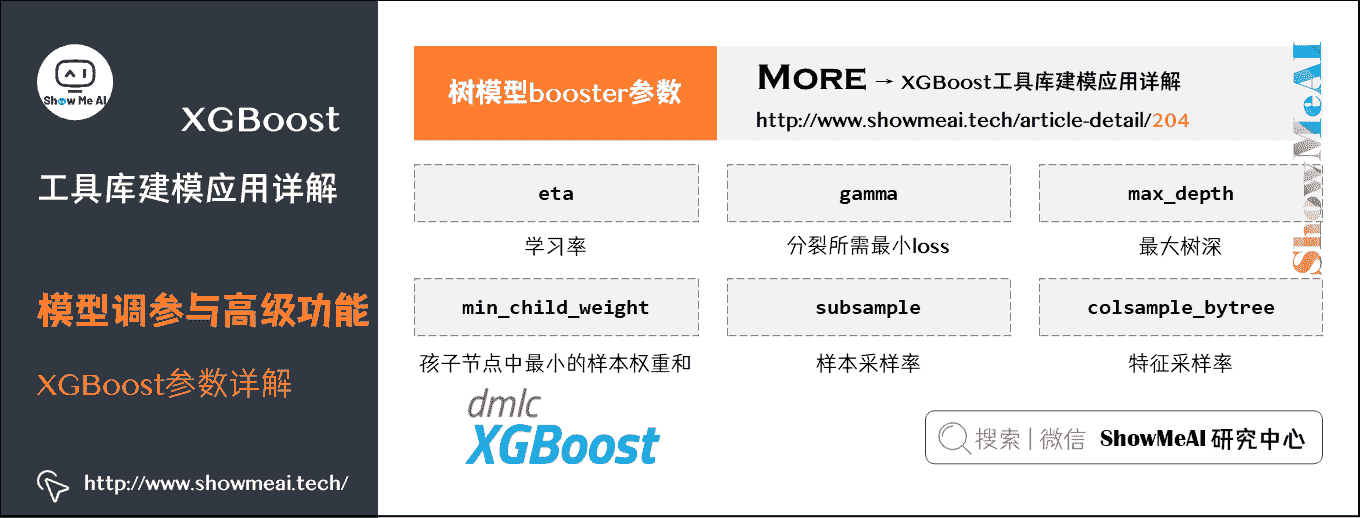 Show Me AI
XGBoost
工具库建模应用详解
模型调参与高级功能
XGBoost参数详解
http://www.showmeai.tech/
树模型booster参数
MORE → XGBoost工具库建模应用详解
http://www.showmeai.tech/article-detail/204
ShowMeAI
eta
gamma
max_depth
学习率
分裂所需最小loss
最大树深
min_child_weight
subsample
colsample_bytree
孩子节点中最小的样本权重和
样本采样率
特征采样率
dmlc
XGBoost
搜索 | 微信 ShowMeAI 研究中心